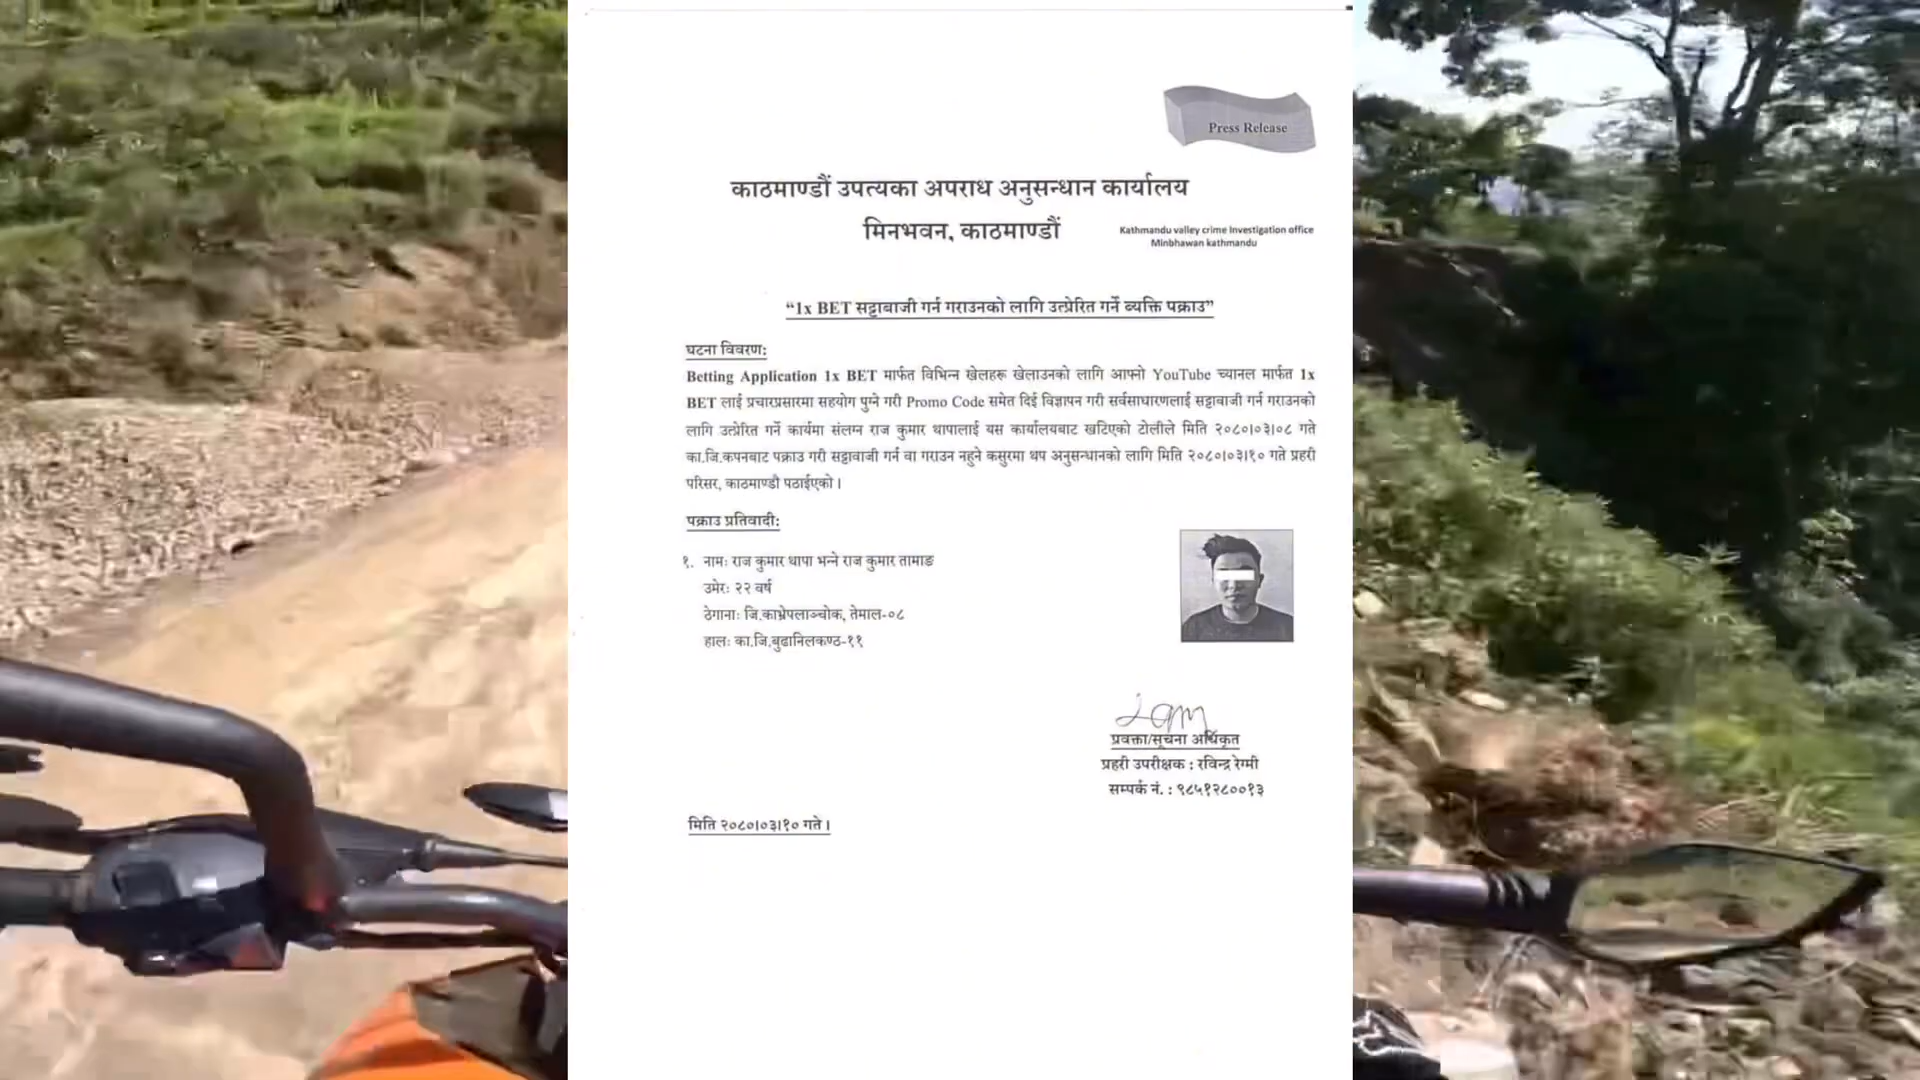 Press Release
काठमाण्डौं उपत्यका अपराध अनुसन्धान कार्यालय
मिनभवन, काठमाण्डौं
Kathmandu valley crime Investigation office
Minbhawan kathmandu
“1x BET सट्टाबाजी गर्न गराउनको लागि उत्प्रेरित गर्ने ब्यक्ति पक्राउ”
घटना विवरण:
Betting Application 1x BET मार्फत विभिन्न खेलहरू खेलाउनको लागि आफ्नो YouTube च्यानल मार्फत 1x
BET लाई प्रचारप्रसारमा सहयोग पुग्ने गरी Promo Code समेत दिई विज्ञापन गरी सर्वसाधारणलाई सट्टाबाजी गर्न गराउनको
लागि उत्प्रेरित गर्ने कार्यमा संलग्न राज कुमार थापालाई यस कार्यालयबाट खटिएको टोलीले मिति २०८०।०३।०८ गते
का.जि.कपनबाट पक्राउ गरी सट्टावाजी गर्न वा गराउन नहुने कसुरमा थप अनुसन्धानको लागि मिति २०८०।०३।१० गते प्रहरी
परिसर, काठमाण्डौ पठाईएको ।
पक्राउ प्रतिवादी:
१. नामः राज कुमार थापा भन्ने राज कुमार तामाङ
उमेरः २२ वर्ष
ठेगानाः जि.काभ्रेपलाञ्चोक, तेमाल-०८
हालः का.जि.बुढानिलकण्ठ-११
प्रवक्ता/सूचना अधिकृत
प्रहरी उपरीक्षक : रविन्द्र रेग्मी
सम्पर्क नं. : ९८५१२८००१३
मिति २०८०।०३।१० गते ।